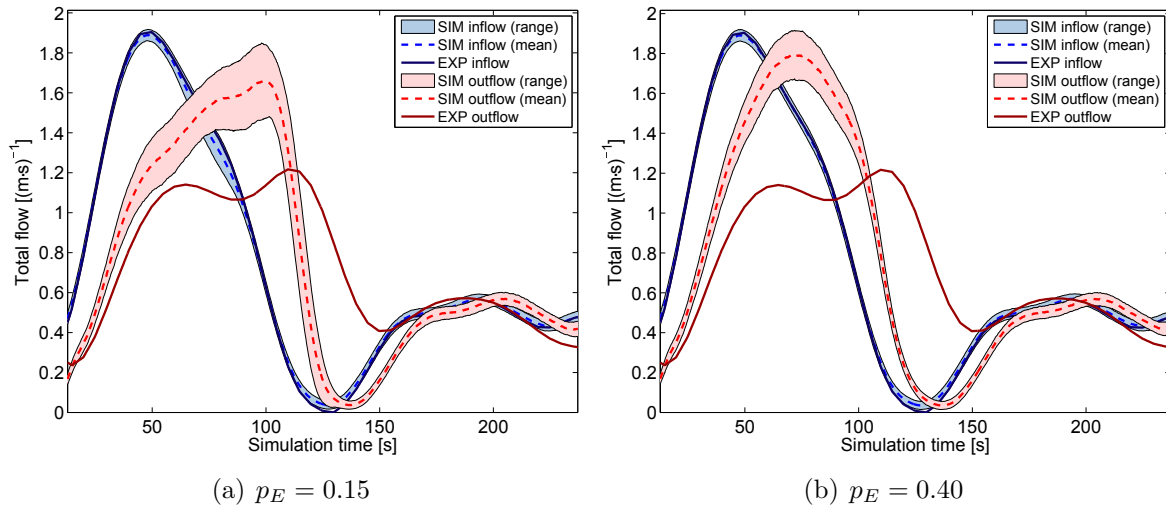 2
1.8
1.6
1.4
1.2
1
0.8
0.6
0.4
0.2
0
Total flow [(m·s)⁻¹]
50
100
150
200
Simulation time [s]
SIM inflow (range)
SIM inflow (mean)
EXP inflow
SIM outflow (range)
SIM outflow (mean)
EXP outflow
(a) p_E = 0.15
2
1.8
1.6
1.4
1.2
1
0.8
0.6
0.4
0.2
0
Total flow [(m·s)⁻¹]
50
100
150
200
Simulation time [s]
SIM inflow (range)
SIM inflow (mean)
EXP inflow
SIM outflow (range)
SIM outflow (mean)
EXP outflow
(b) p_E = 0.40